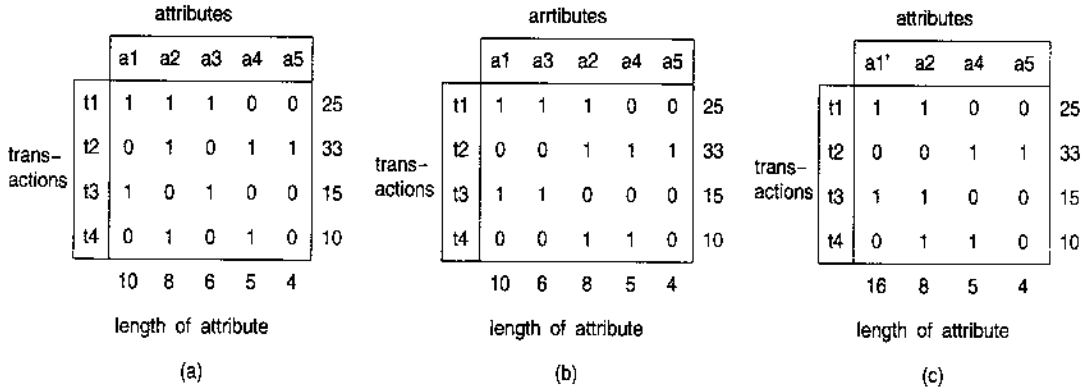 attributes
a1 a2 a3 a4 a5
t1 1 1 1 0 0 25
t2 0 1 0 1 1 33
trans-
actions
t3 1 0 1 0 0 15
t4 0 1 0 1 0 10
10 8 6 5 4
length of attribute
(a)
arrtibutes
a1 a3 a2 a4 a5
t1 1 1 1 0 0 25
t2 0 0 1 1 1 33
trans-
actions
t3 1 1 0 0 0 15
t4 0 0 1 1 0 10
10 6 8 5 4
length of attribute
(b)
attributes
a1' a2 a4 a5
t1 1 1 0 0 25
t2 0 0 1 1 33
trans-
actions
t3 1 1 0 0 15
t4 0 1 1 0 10
16 8 5 4
length of attribute
(c)